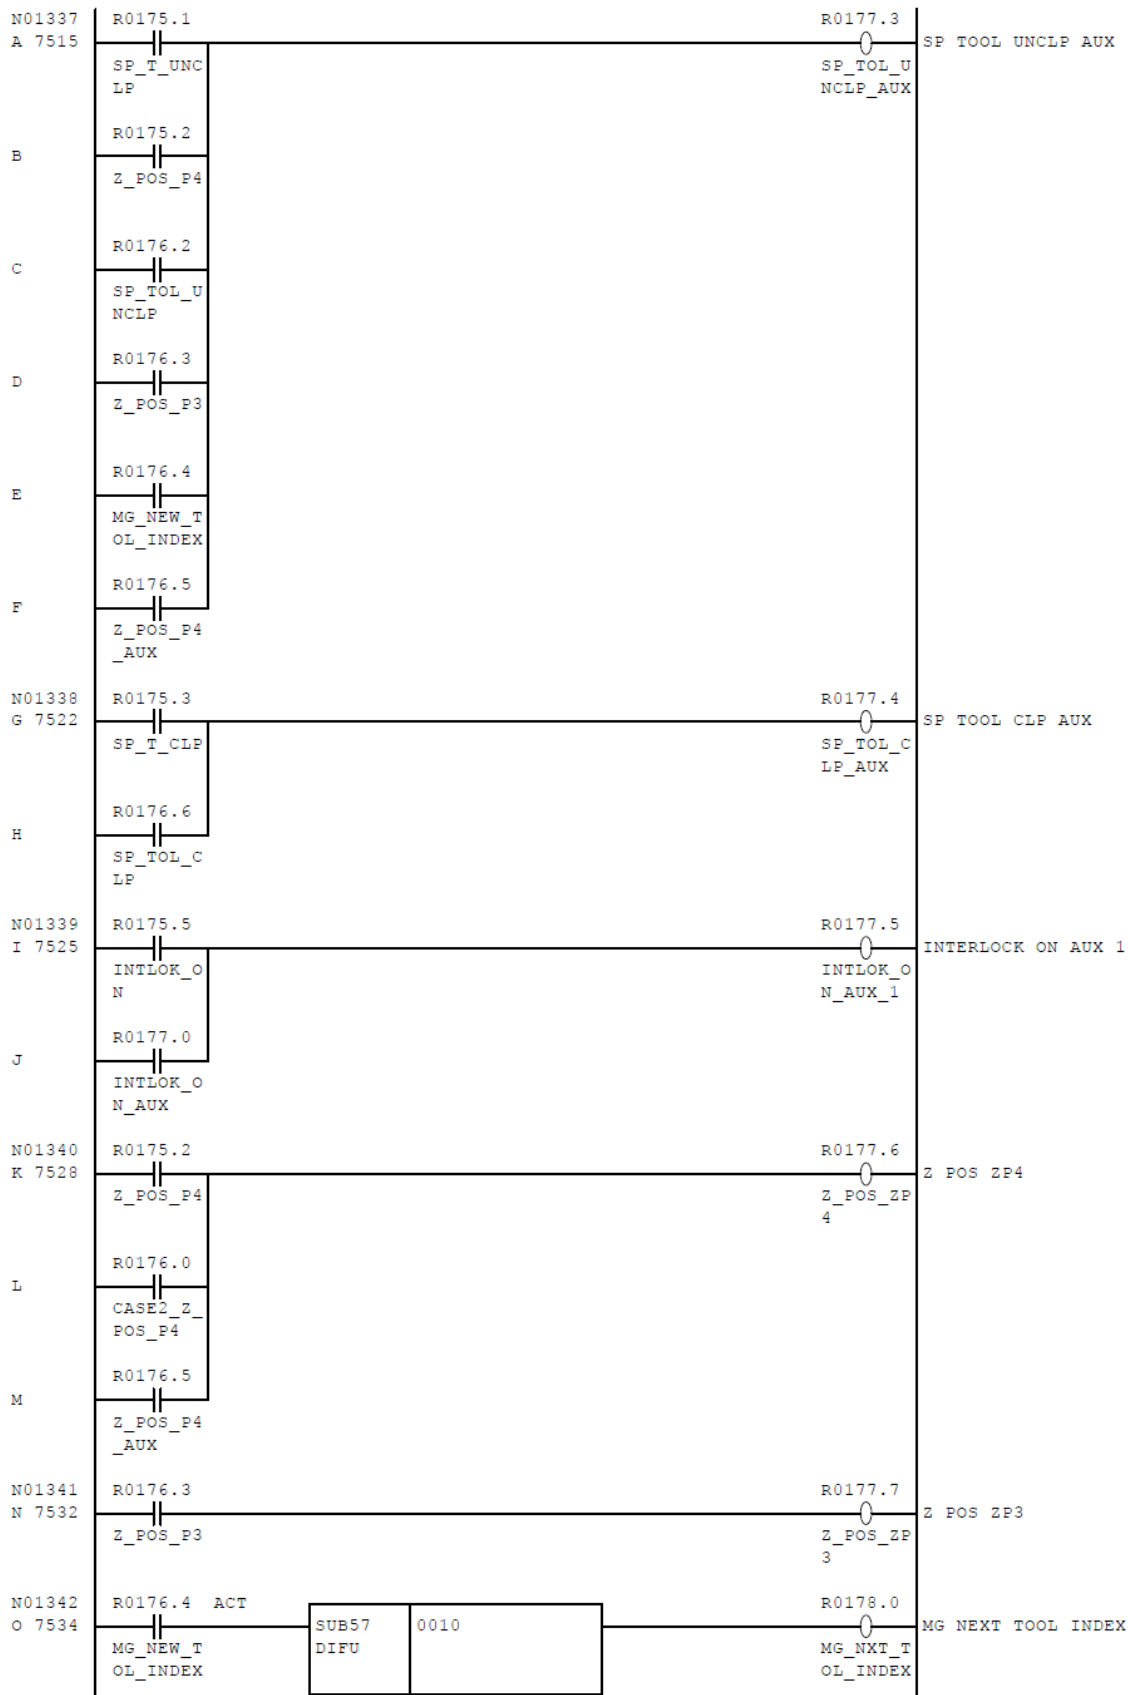 N01337 R0175.1 R0177.3
A 7515 SP TOOL UNCLP AUX
SP_T_UNC SP_TOL_U
LP NCLP_AUX
R0175.2
B
Z_POS_P4
R0176.2
C
SP_TOL_U
NCLP
R0176.3
D
Z_POS_P3
R0176.4
E
MG_NEW_T
OL_INDEX
R0176.5
F
Z_POS_P4
_AUX
N01338 R0175.3 R0177.4
G 7522 SP TOOL CLP AUX
SP_T_CLP SP_TOL_C
LP_AUX
R0176.6
H
SP_TOL_C
LP
N01339 R0175.5 R0177.5
I 7525 INTERLOCK ON AUX 1
INTLOK_O INTLOK_O
N N_AUX_1
R0177.0
J
INTLOK_O
N_AUX
N01340 R0175.2 R0177.6
K 7528 Z POS ZP4
Z_POS_P4 Z_POS_ZP
4
R0176.0
L
CASE2_Z_
POS_P4
R0176.5
M
Z_POS_P4
_AUX
N01341 R0176.3 R0177.7
N 7532 Z POS ZP3
Z_POS_P3 Z_POS_ZP
3
N01342 R0176.4 ACT R0178.0
O 7534 SUB57 0010 MG NEXT TOOL INDEX
MG_NEW_T DIFU MG_NXT_T
OL_INDEX OL_INDEX